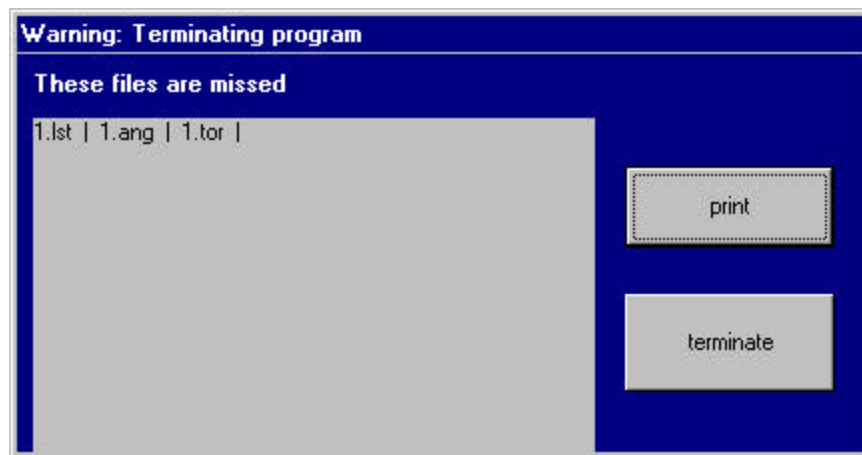 Warning: Terminating program
These files are missed
1.lst | 1.ang | 1.tor |
print
terminate